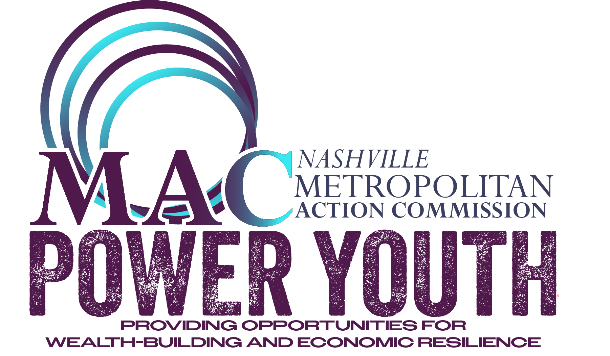 MAC NASHVILLE
METROPOLITAN
ACTION COMMISSION
POWER YOUTH
PROVIDING OPPORTUNITIES FOR
WEALTH-BUILDING AND ECONOMIC RESILIENCE